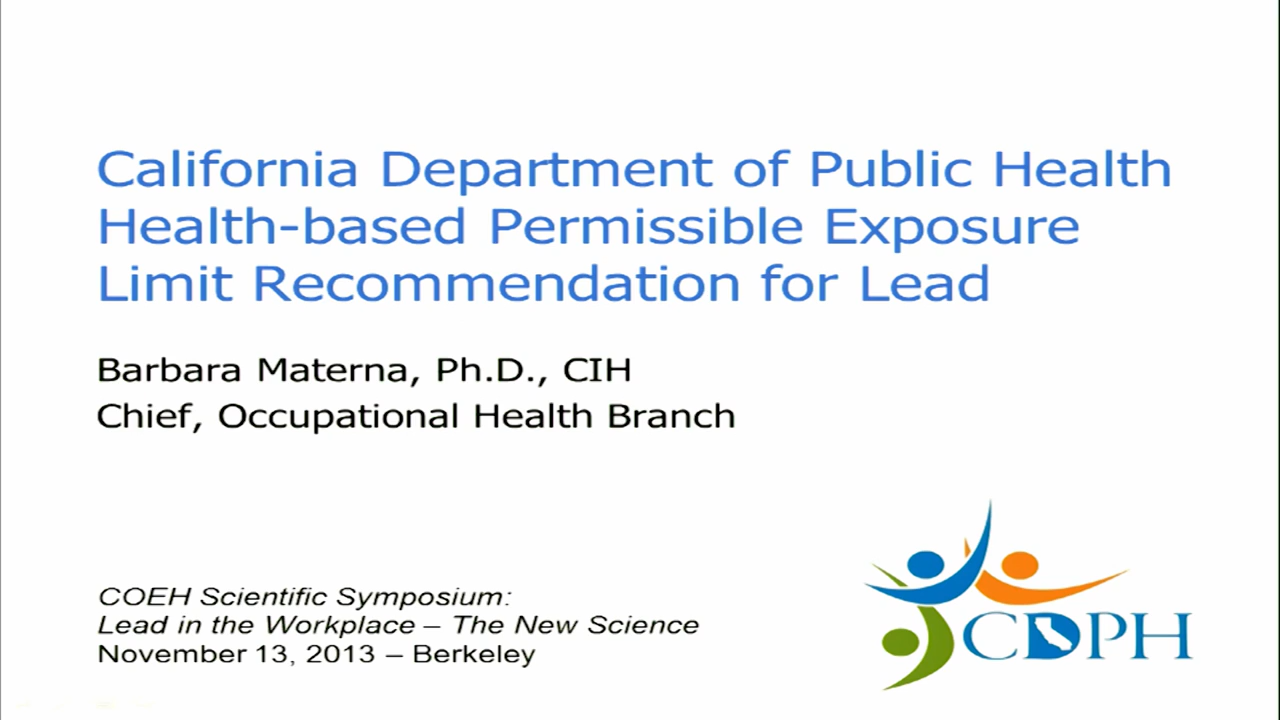 California Department of Public Health
Health-based Permissible Exposure
Limit Recommendation for Lead
Barbara Materna, Ph.D., CIH
Chief, Occupational Health Branch
COEH Scientific Symposium:
Lead in the Workplace – The New Science
November 13, 2013 – Berkeley
CDPH